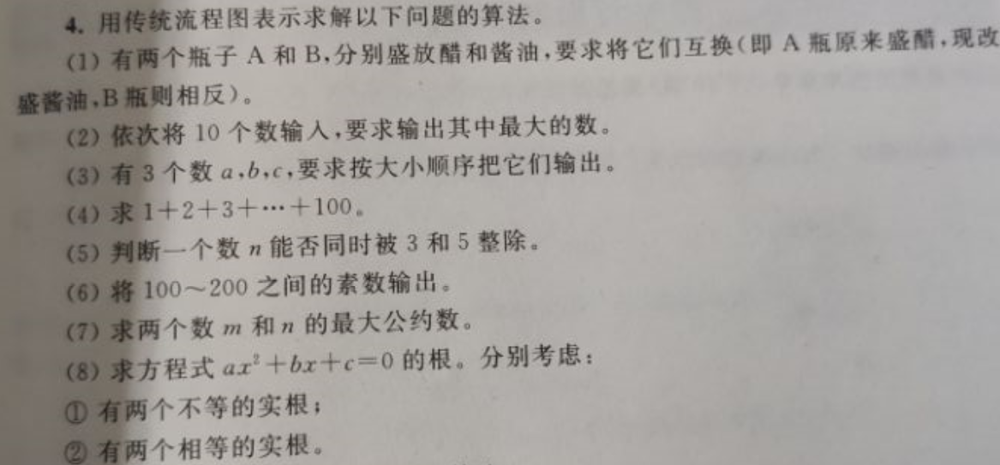 4. 用传统流程图表示求解以下问题的算法。
(1) 有两个瓶子 A 和 B,分别盛放醋和酱油,要求将它们互换(即 A 瓶原来盛醋,现改
盛酱油,B 瓶则相反)。
(2) 依次将 10 个数输入,要求输出其中最大的数。
(3) 有 3 个数 a,b,c,要求按大小顺序把它们输出。
(4) 求 1+2+3+⋯+100。
(5) 判断一个数 n 能否同时被 3 和 5 整除。
(6) 将 100~200 之间的素数输出。
(7) 求两个数 m 和 n 的最大公约数。
(8) 求方程式 ax²+bx+c=0 的根。分别考虑:
① 有两个不等的实根;
② 有两个相等的实根。